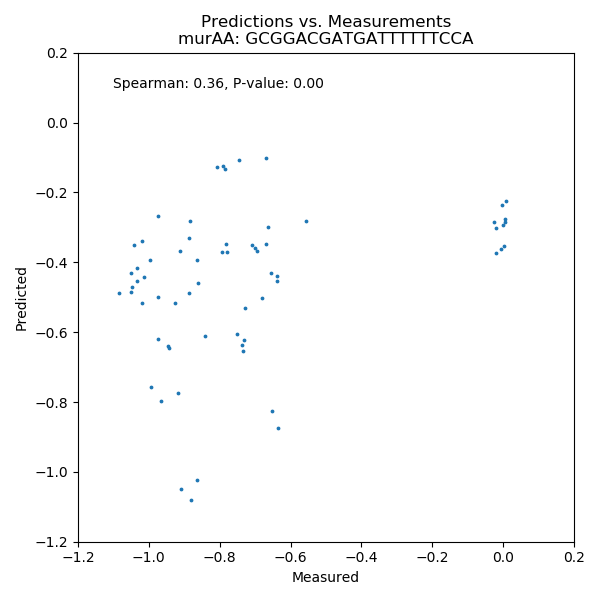 Predictions vs. Measurements
murAA: GCGGACGATGATTTTTTCCA
Spearman: 0.36, P-value: 0.00
0.2
0.0
−0.2
−0.4
−0.6
−0.8
−1.0
−1.2
Predicted
−1.2 −1.0 −0.8 −0.6 −0.4 −0.2 0.0 0.2
Measured